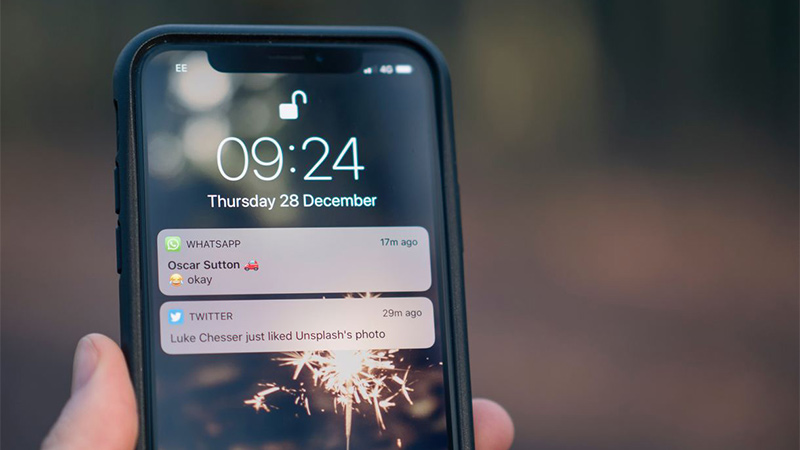 EE 4G
09:24
Thursday 28 December
WHATSAPP 17m ago
Oscar Sutton 🚗
😂 okay
TWITTER 29m ago
Luke Chesser just liked Unsplash's photo